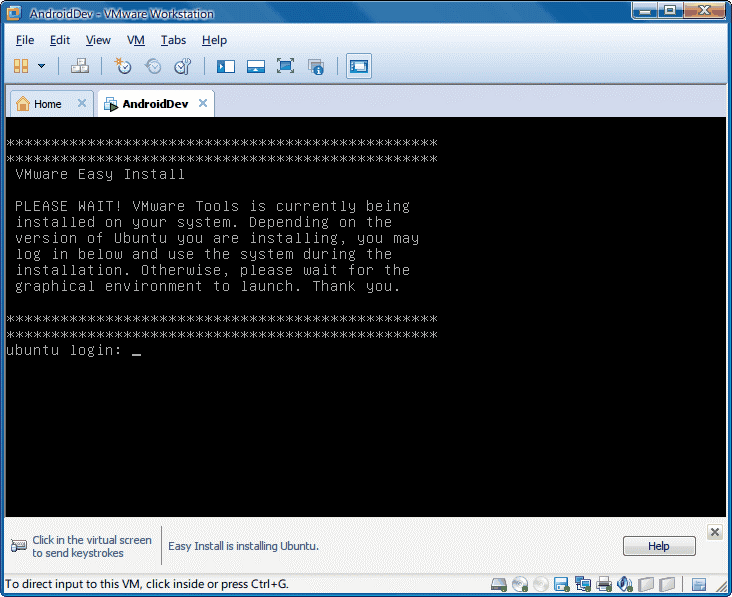 AndroidDev - VMware Workstation
File Edit View VM Tabs Help
Home AndroidDev
************************************************
************************************************
VMware Easy Install
PLEASE WAIT! VMware Tools is currently being
installed on your system. Depending on the
version of Ubuntu you are installing, you may
log in below and use the system during the
installation. Otherwise, please wait for the
graphical environment to launch. Thank you.
************************************************
************************************************
ubuntu login: _
Click in the virtual screen
to send keystrokes
Easy Install is installing Ubuntu.
Help
To direct input to this VM, click inside or press Ctrl+G.